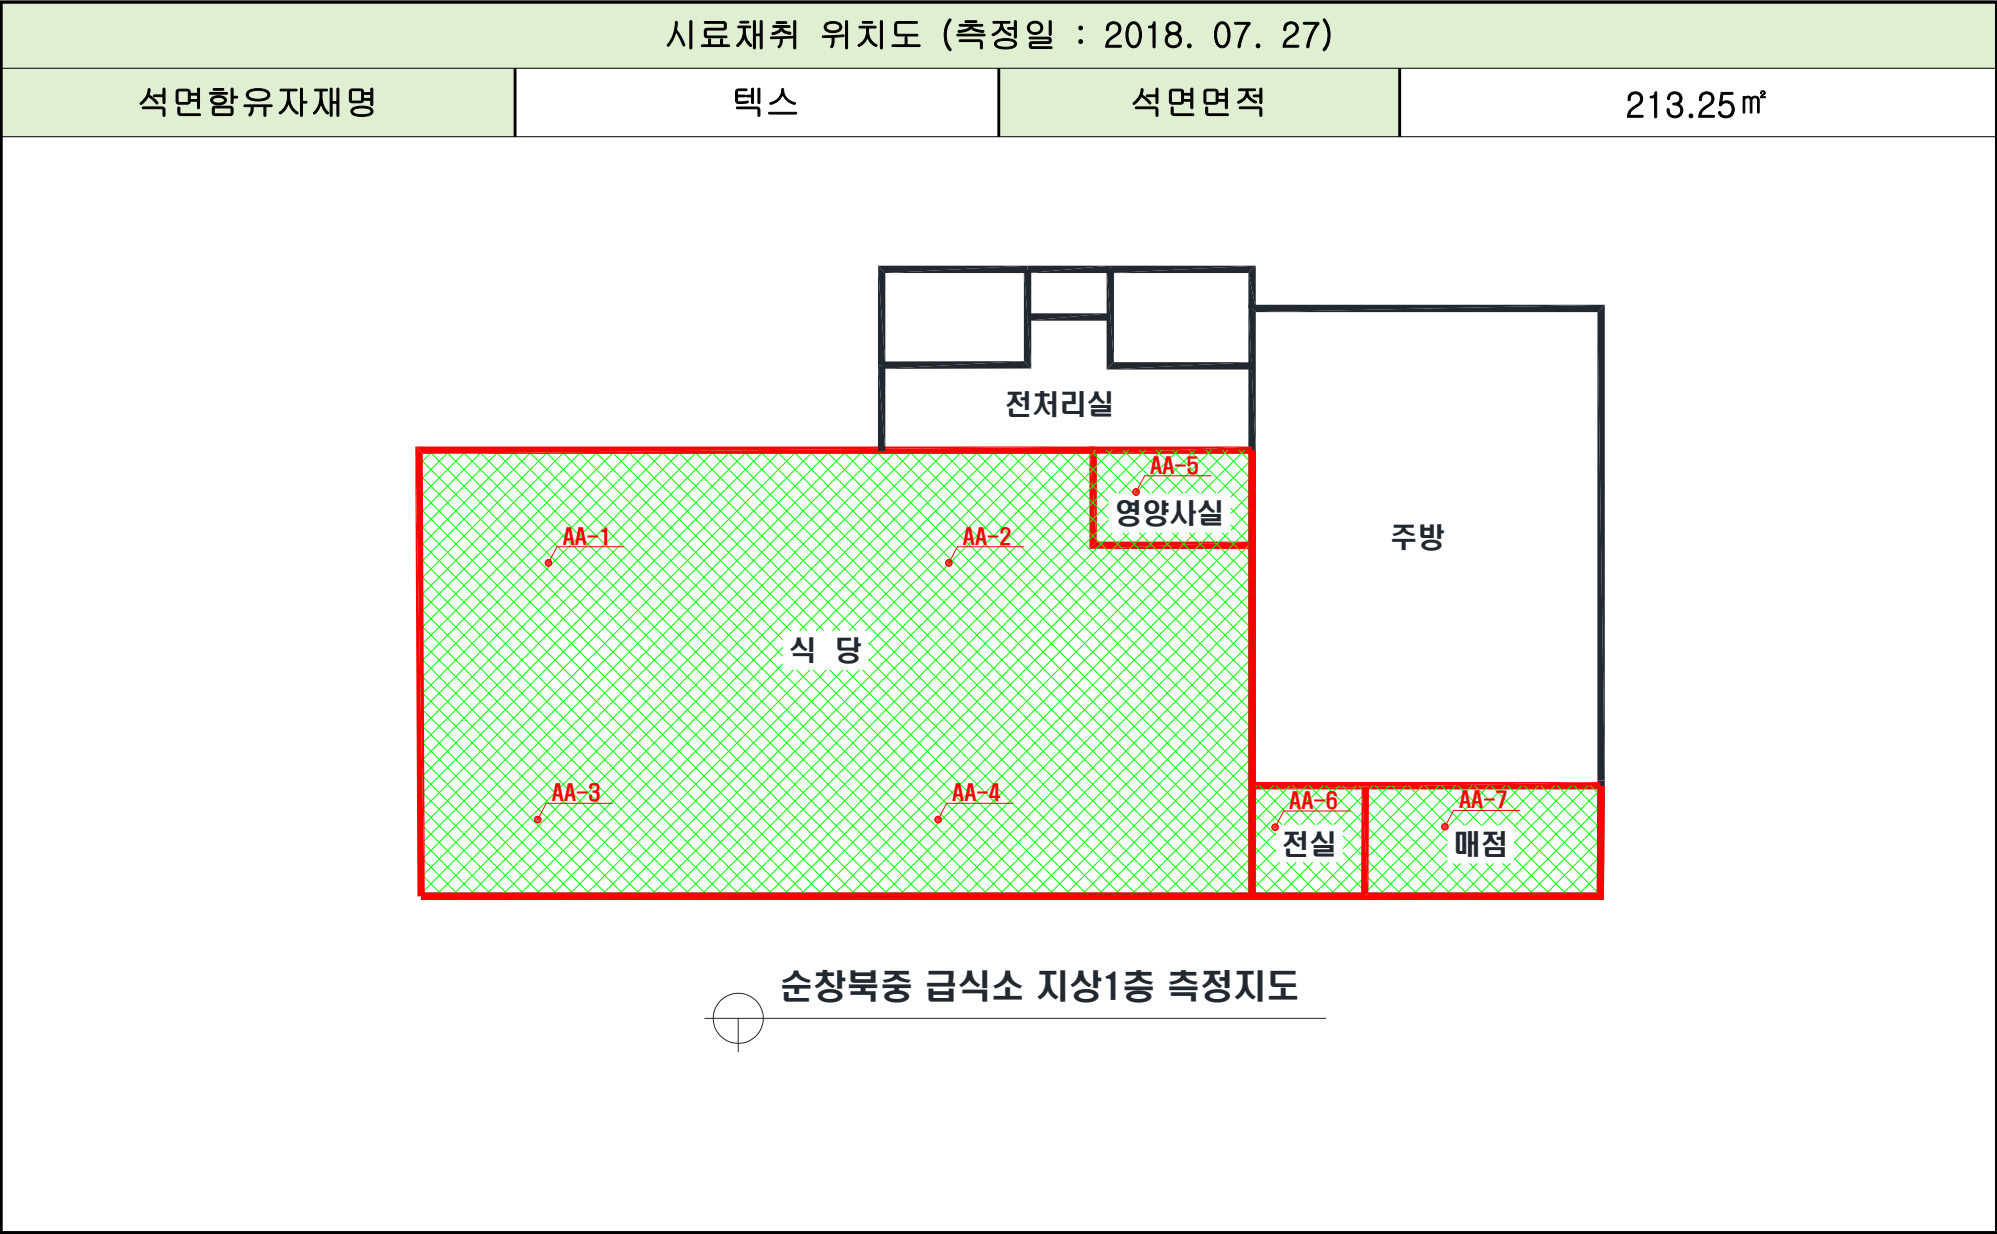 시료채취 위치도 (측정일 : 2018. 07. 27)
석면함유자재명 텍스 석면면적 213.25㎡
전처리실
AA-5
영양사실
AA-1 AA-2
주방
식 당
AA-3 AA-4
AA-6 AA-7
전실 매점
순창북중 급식소 지상1층 측정지도